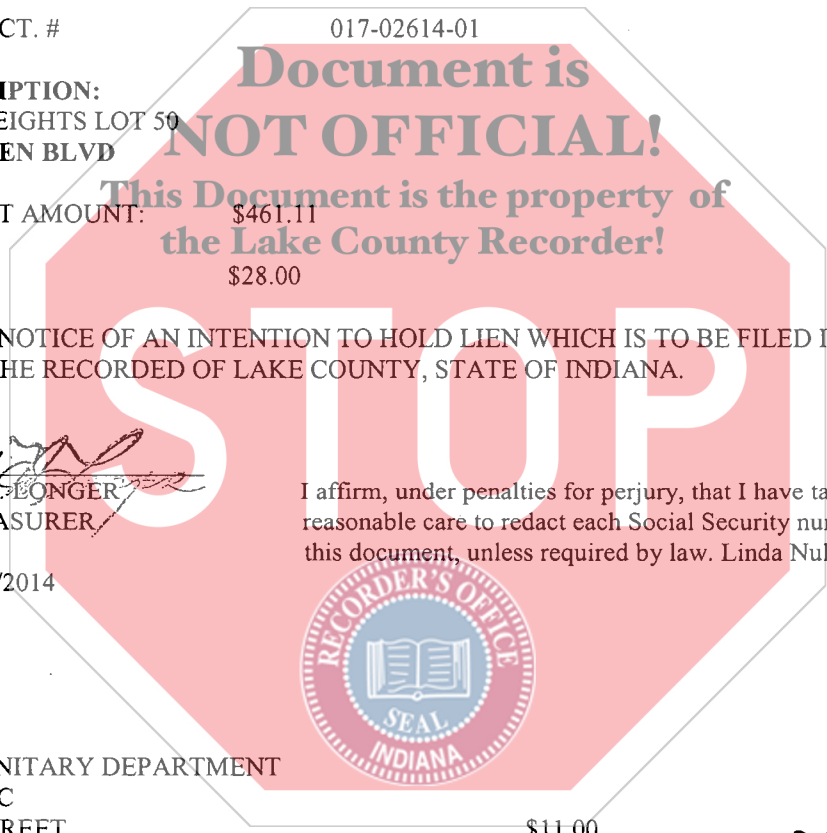 CT. # 017-02614-01
Document is
IPTION:
EIGHTS LOT 50
NOT OFFICIAL!
EN BLVD
This Document is the property of
T AMOUNT: $461.11
the Lake County Recorder!
$28.00
NOTICE OF AN INTENTION TO HOLD LIEN WHICH IS TO BE FILED I
HE RECORDED OF LAKE COUNTY, STATE OF INDIANA.
STOP
LONGER
I affirm, under penalties for perjury, that I have ta
ASURER
reasonable care to redact each Social Security nu
this document, unless required by law. Linda Nul
/2014
RECORDER'S OFFICE
SEAL
INDIANA
NITARY DEPARTMENT
C
REET $11.00